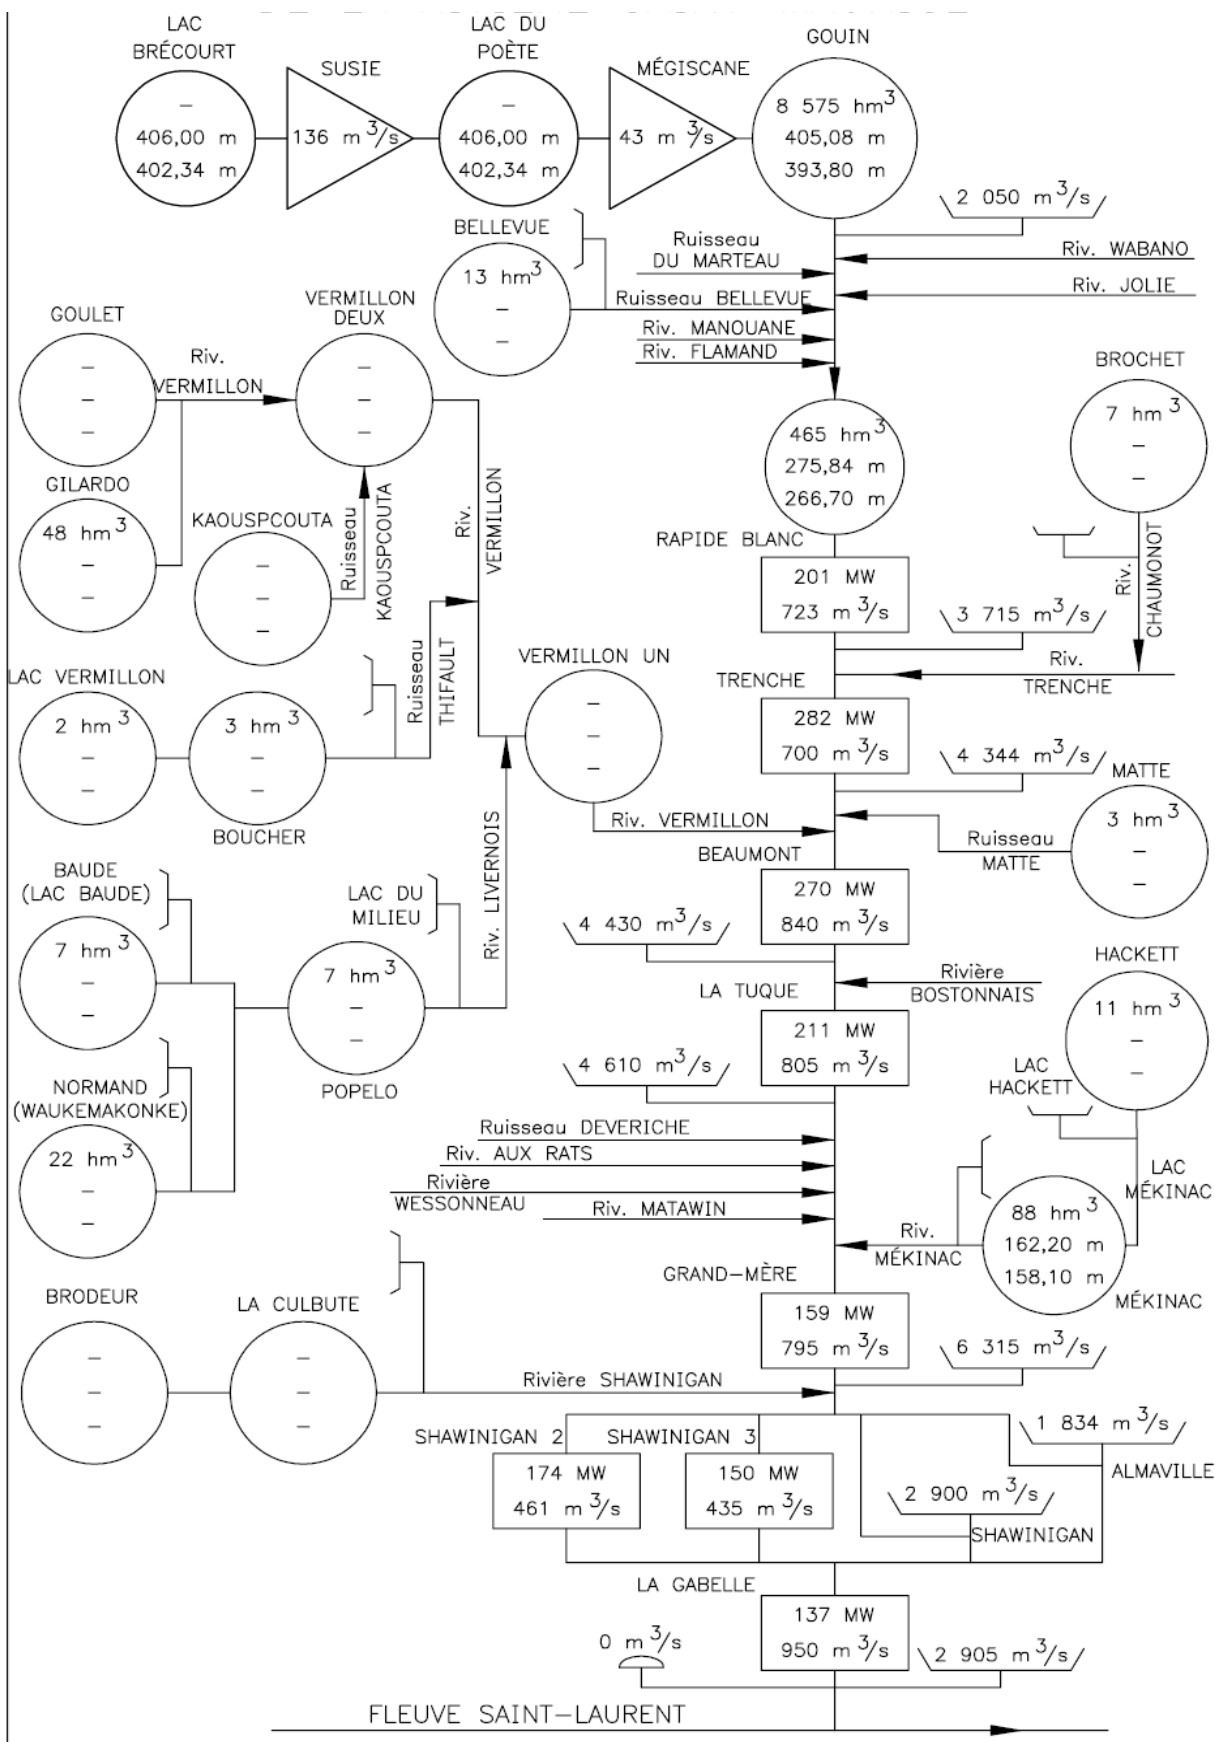 LAC
BRÉCOURT
–
406,00 m
402,34 m
SUSIE
136 m³/s
LAC DU
POÈTE
–
406,00 m
402,34 m
MÉGISCANE
43 m³/s
GOUIN
8 575 hm³
405,08 m
393,80 m
2 050 m³/s
Riv. WABANO
Ruisseau
DU MARTEAU
Riv. JOLIE
BELLEVUE
13 hm³
–
–
Ruisseau BELLEVUE
Riv. MANOUANE
Riv. FLAMAND
GOULET
–
–
–
Riv.
VERMILLON
VERMILLON
DEUX
–
–
–
BROCHET
7 hm³
–
–
465 hm³
275,84 m
266,70 m
RAPIDE BLANC
201 MW
723 m³/s
GILARDO
48 hm³
–
–
KAOUSPCOUTA
–
–
–
Ruisseau
KAOUSPCOUTA
Riv.
VERMILLON
Riv.
CHAUMONOT
3 715 m³/s
Riv.
TRENCHE
LAC VERMILLON
2 hm³
–
–
3 hm³
–
–
BOUCHER
Ruisseau
THIFAULT
VERMILLON UN
–
–
–
TRENCHE
282 MW
700 m³/s
4 344 m³/s
MATTE
3 hm³
–
–
Riv. VERMILLON
Ruisseau
MATTE
BEAUMONT
270 MW
840 m³/s
4 430 m³/s
BAUDE
(LAC BAUDE)
7 hm³
–
–
LAC DU
MILIEU
Riv. LIVERNOIS
7 hm³
–
–
POPELO
Rivière
BOSTONNAIS
HACKETT
11 hm³
–
–
LA TUQUE
211 MW
805 m³/s
4 610 m³/s
NORMAND
(WAUKEMAKONKE)
22 hm³
–
–
LAC
HACKETT
Ruisseau DEVERICHE
Riv. AUX RATS
Rivière
WESSONNEAU
Riv. MATAWIN
LAC
MÉKINAC
88 hm³
162,20 m
158,10 m
MÉKINAC
Riv.
MÉKINAC
GRAND–MÈRE
159 MW
795 m³/s
6 315 m³/s
BRODEUR
–
–
–
LA CULBUTE
–
–
–
Rivière SHAWINIGAN
SHAWINIGAN 2
174 MW
461 m³/s
SHAWINIGAN 3
150 MW
435 m³/s
1 834 m³/s
ALMAVILLE
2 900 m³/s
SHAWINIGAN
LA GABELLE
137 MW
950 m³/s
0 m³/s
2 905 m³/s
FLEUVE SAINT–LAURENT